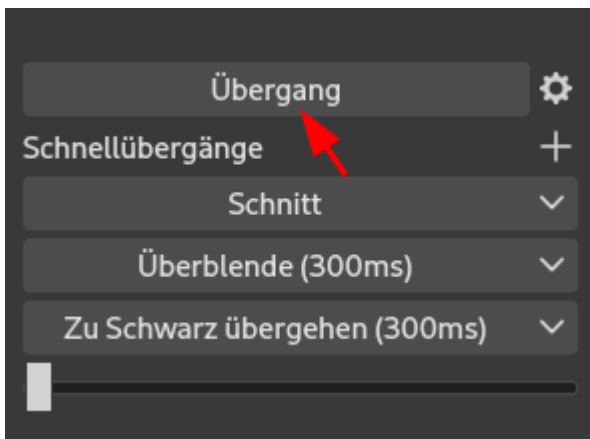 Übergang
Schnellübergänge
Schnitt
Überblende (300ms)
Zu Schwarz übergehen (300ms)